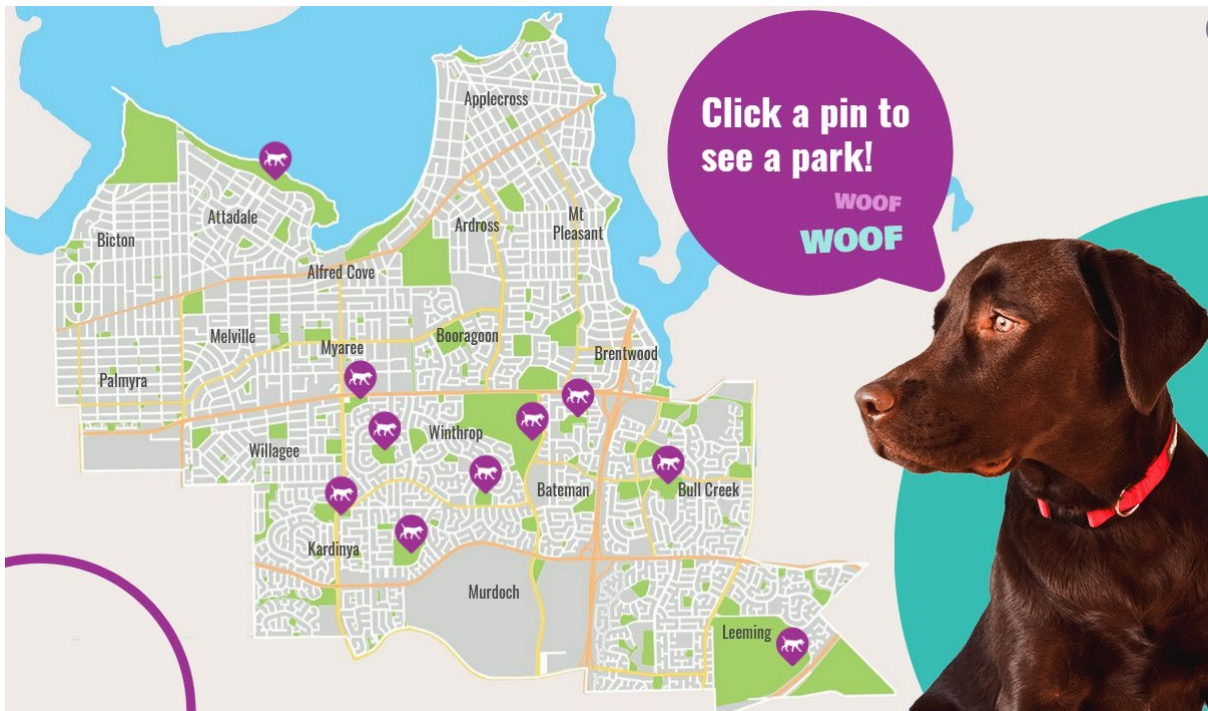 Click a pin to
see a park!
WOOF
WOOF
Applecross
Attadale
Bicton
Ardross
Mt
Pleasant
Alfred Cove
Melville
Myaree
Booragoon
Brentwood
Palmyra
Winthrop
Willagee
Bateman
Bull Creek
Kardinya
Murdoch
Leeming